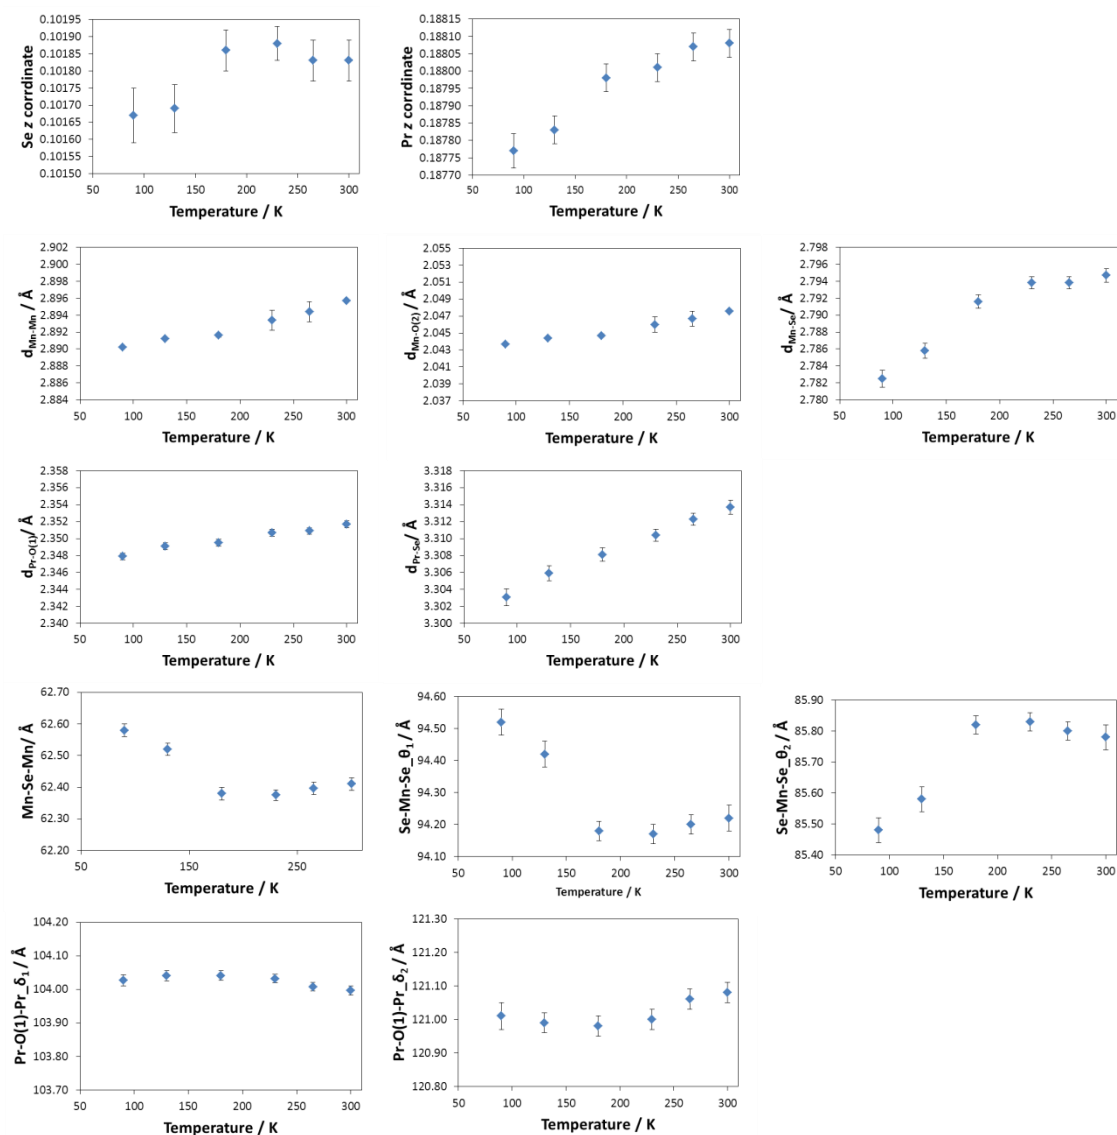 Se z corrdinate
0.10195
0.10190
0.10185
0.10180
0.10175
0.10170
0.10165
0.10160
0.10155
0.10150
50 100 150 200 250 300
Temperature / K
Pr z corrdinate
0.18815
0.18810
0.18805
0.18800
0.18795
0.18790
0.18785
0.18780
0.18775
0.18770
50 100 150 200 250 300
Temperature / K
dMn-Mn / Å
2.902
2.900
2.898
2.896
2.894
2.892
2.890
2.888
2.886
2.884
50 100 150 200 250 300
Temperature / K
dMn-O(2) / Å
2.055
2.053
2.051
2.049
2.047
2.045
2.043
2.041
2.039
2.037
50 100 150 200 250 300
Temperature / K
dMn-Se/ Å
2.798
2.796
2.794
2.792
2.790
2.788
2.786
2.784
2.782
2.780
50 100 150 200 250 300
Temperature / K
dPr-O(1)/ Å
2.358
2.356
2.354
2.352
2.350
2.348
2.346
2.344
2.342
2.340
50 100 150 200 250 300
Temperature / K
dPr-Se/ Å
3.318
3.316
3.314
3.312
3.310
3.308
3.306
3.304
3.302
3.300
50 100 150 200 250 300
Temperature / K
Mn-Se-Mn/ Å
62.70
62.60
62.50
62.40
62.30
62.20
50 100 150 200 250
Temperature / K
Se-Mn-Se_θ₁ / Å
94.60
94.50
94.40
94.30
94.20
94.10
50 100 150 200 250 300
Temperature / K
Se-Mn-Se_θ₂ / Å
85.90
85.80
85.70
85.60
85.50
85.40
50 100 150 200 250 300
Temperature / K
Pr-O(1)-Pr_δ₁ / Å
104.20
104.10
104.00
103.90
103.80
103.70
50 100 150 200 250 300
Temperature / K
Pr-O(1)-Pr_δ₂ / Å
121.30
121.20
121.10
121.00
120.90
120.80
50 100 150 200 250 300
Temperature / K